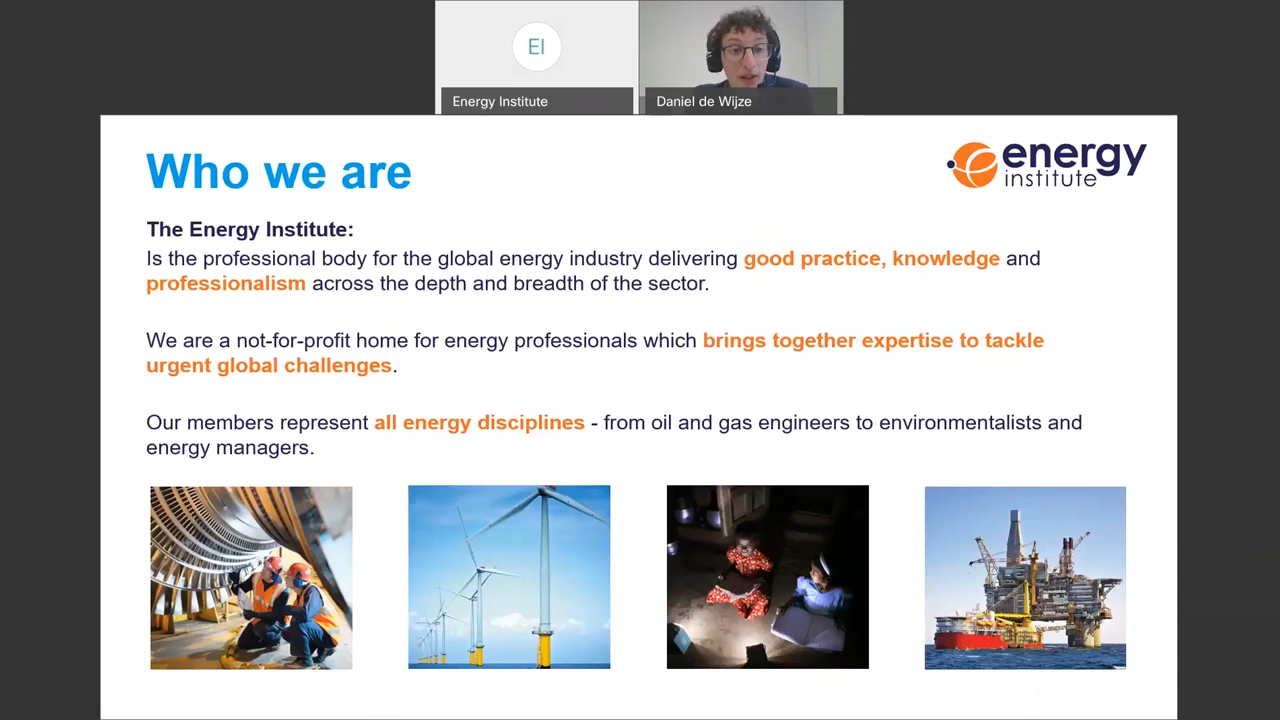 EI
Energy Institute
Daniel de Wijze
Who we are
energy
institute
The Energy Institute:
Is the professional body for the global energy industry delivering good practice, knowledge and
professionalism across the depth and breadth of the sector.
We are a not-for-profit home for energy professionals which brings together expertise to tackle
urgent global challenges.
Our members represent all energy disciplines - from oil and gas engineers to environmentalists and
energy managers.